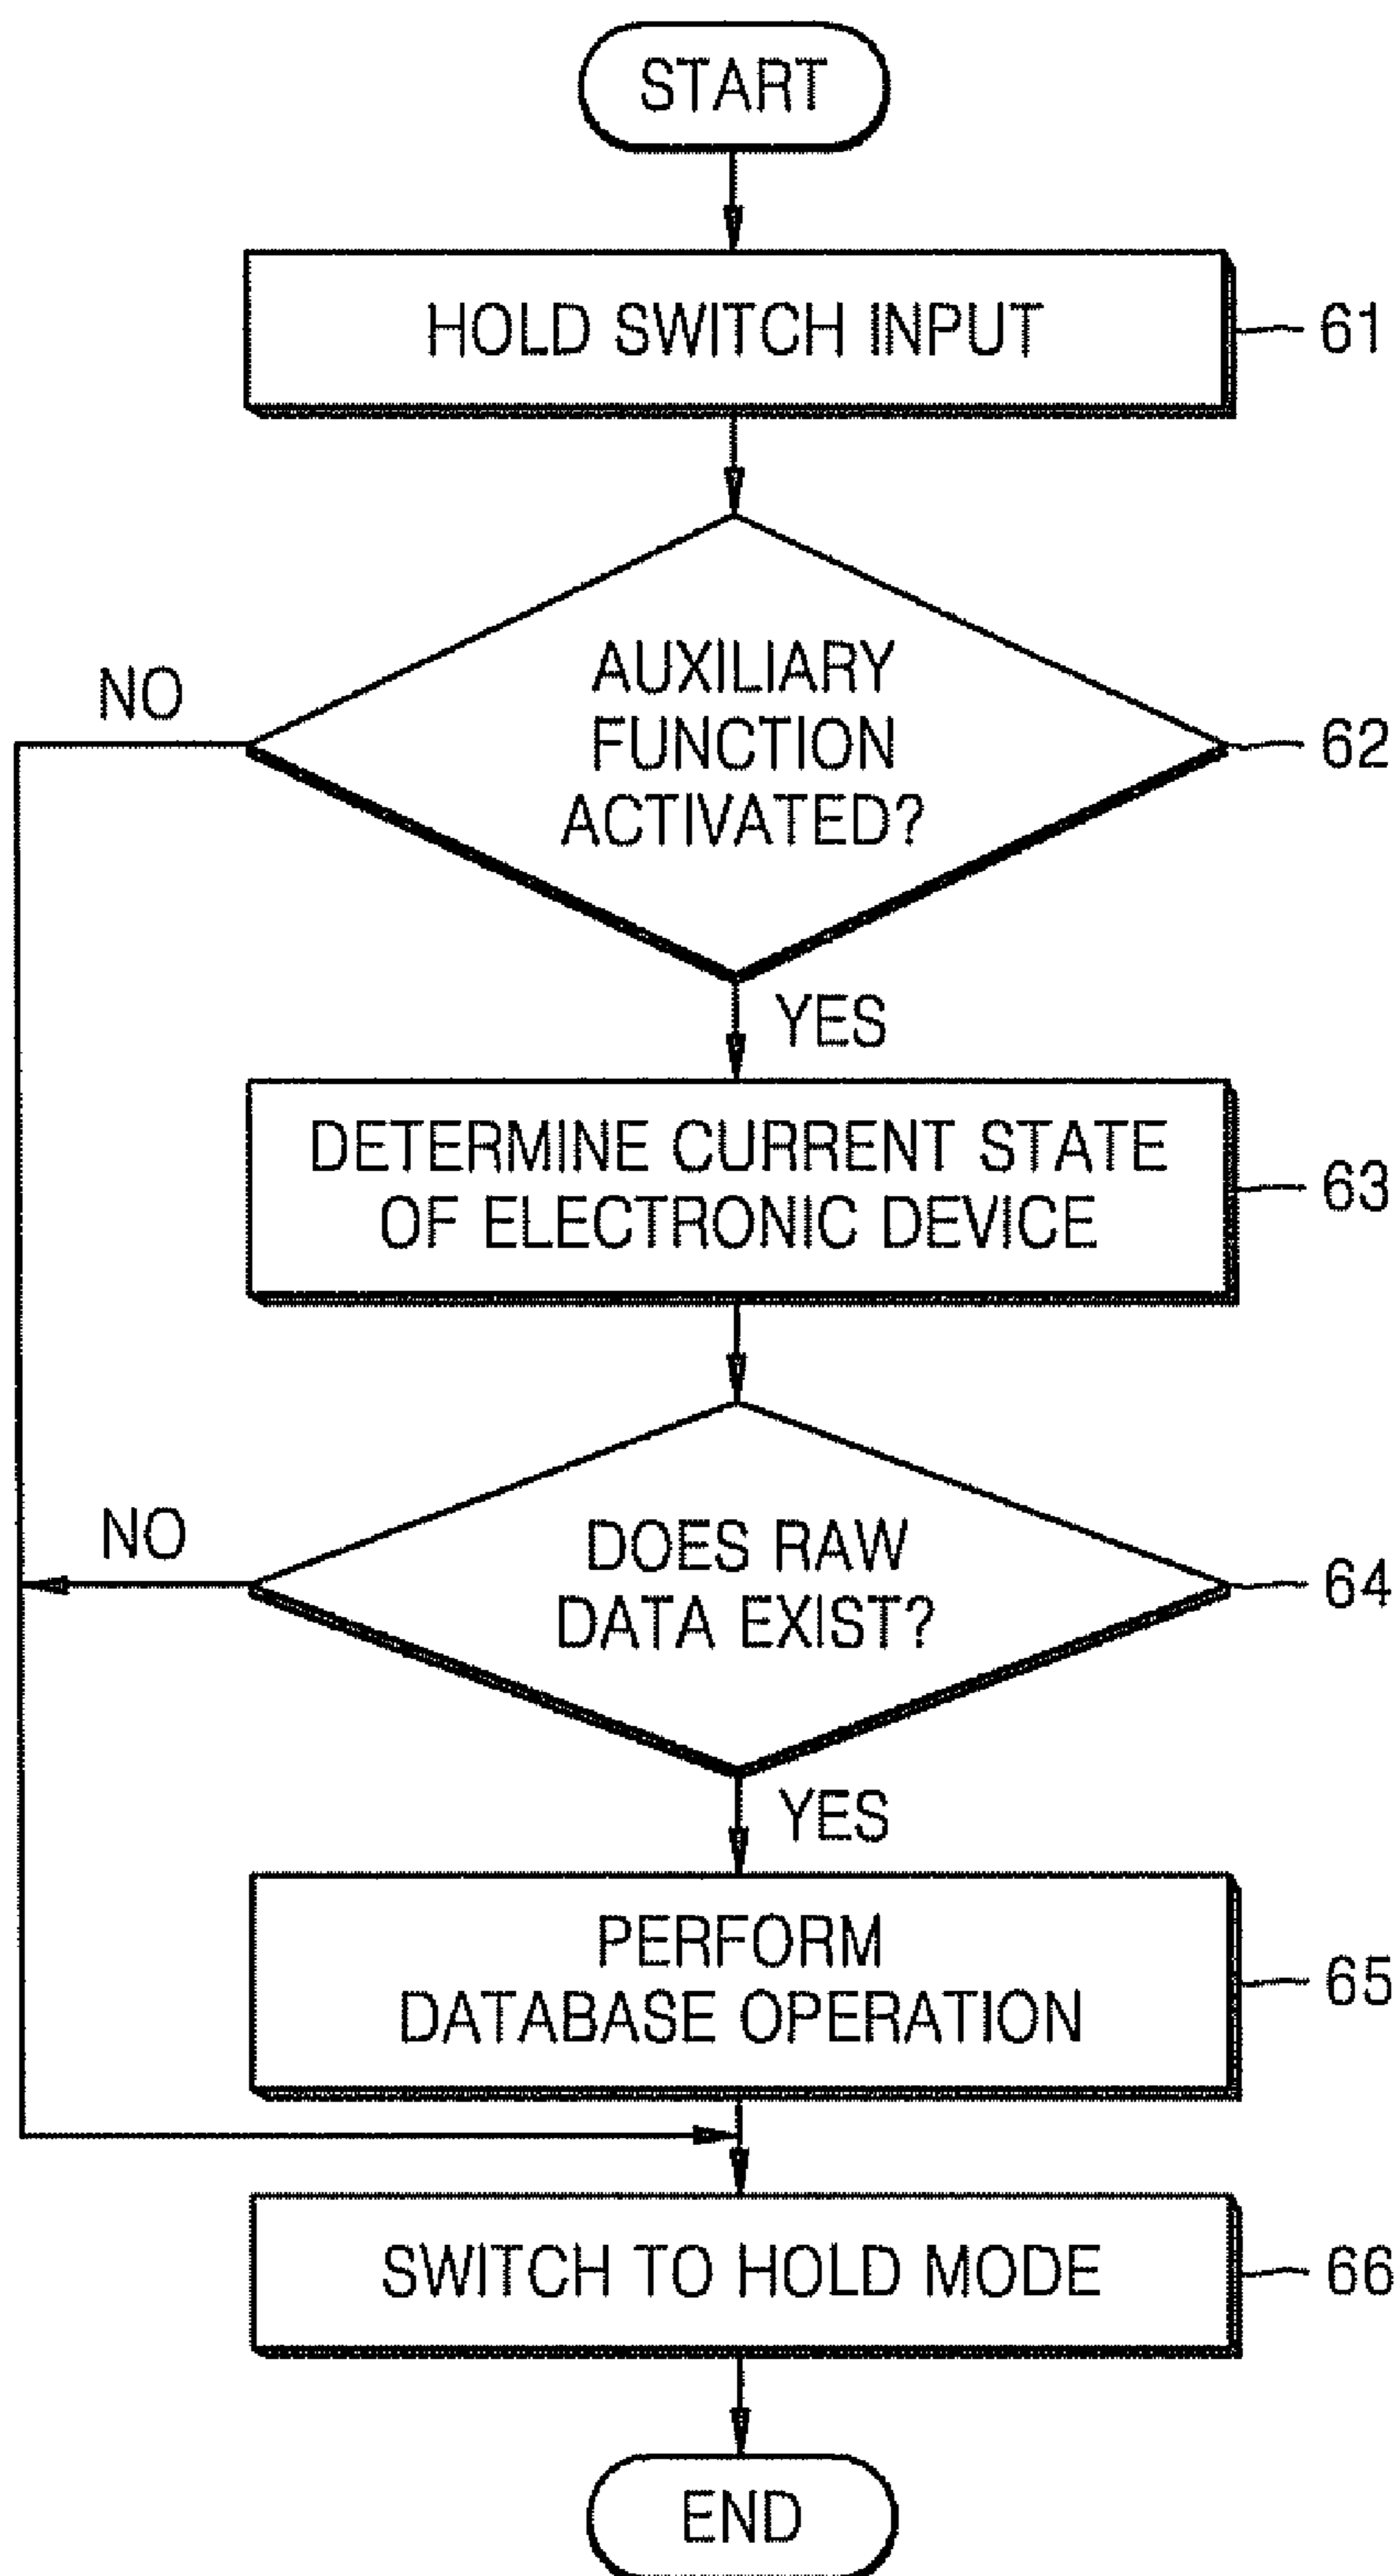 START
HOLD SWITCH INPUT
61
AUXILIARY
FUNCTION
ACTIVATED?
62
NO
YES
DETERMINE CURRENT STATE
OF ELECTRONIC DEVICE
63
DOES RAW
DATA EXIST?
64
NO
YES
PERFORM
DATABASE OPERATION
65
SWITCH TO HOLD MODE
66
END